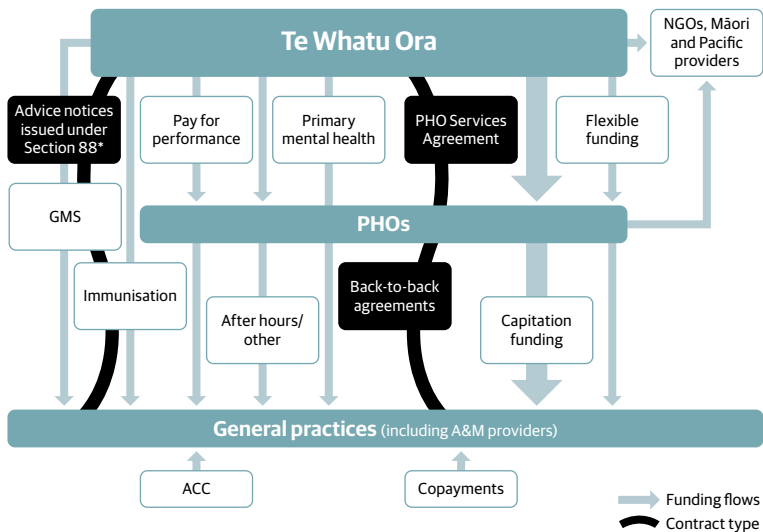 Te Whatu Ora
NGOs, Māori
and Pacific
providers
Advice notices
issued under
Section 88*
Pay for
performance
Primary
mental health
PHO Services
Agreement
Flexible
funding
GMS
PHOs
Immunisation
After hours/
other
Back-to-back
agreements
Capitation
funding
General practices (including A&M providers)
ACC
Copayments
Funding flows
Contract type